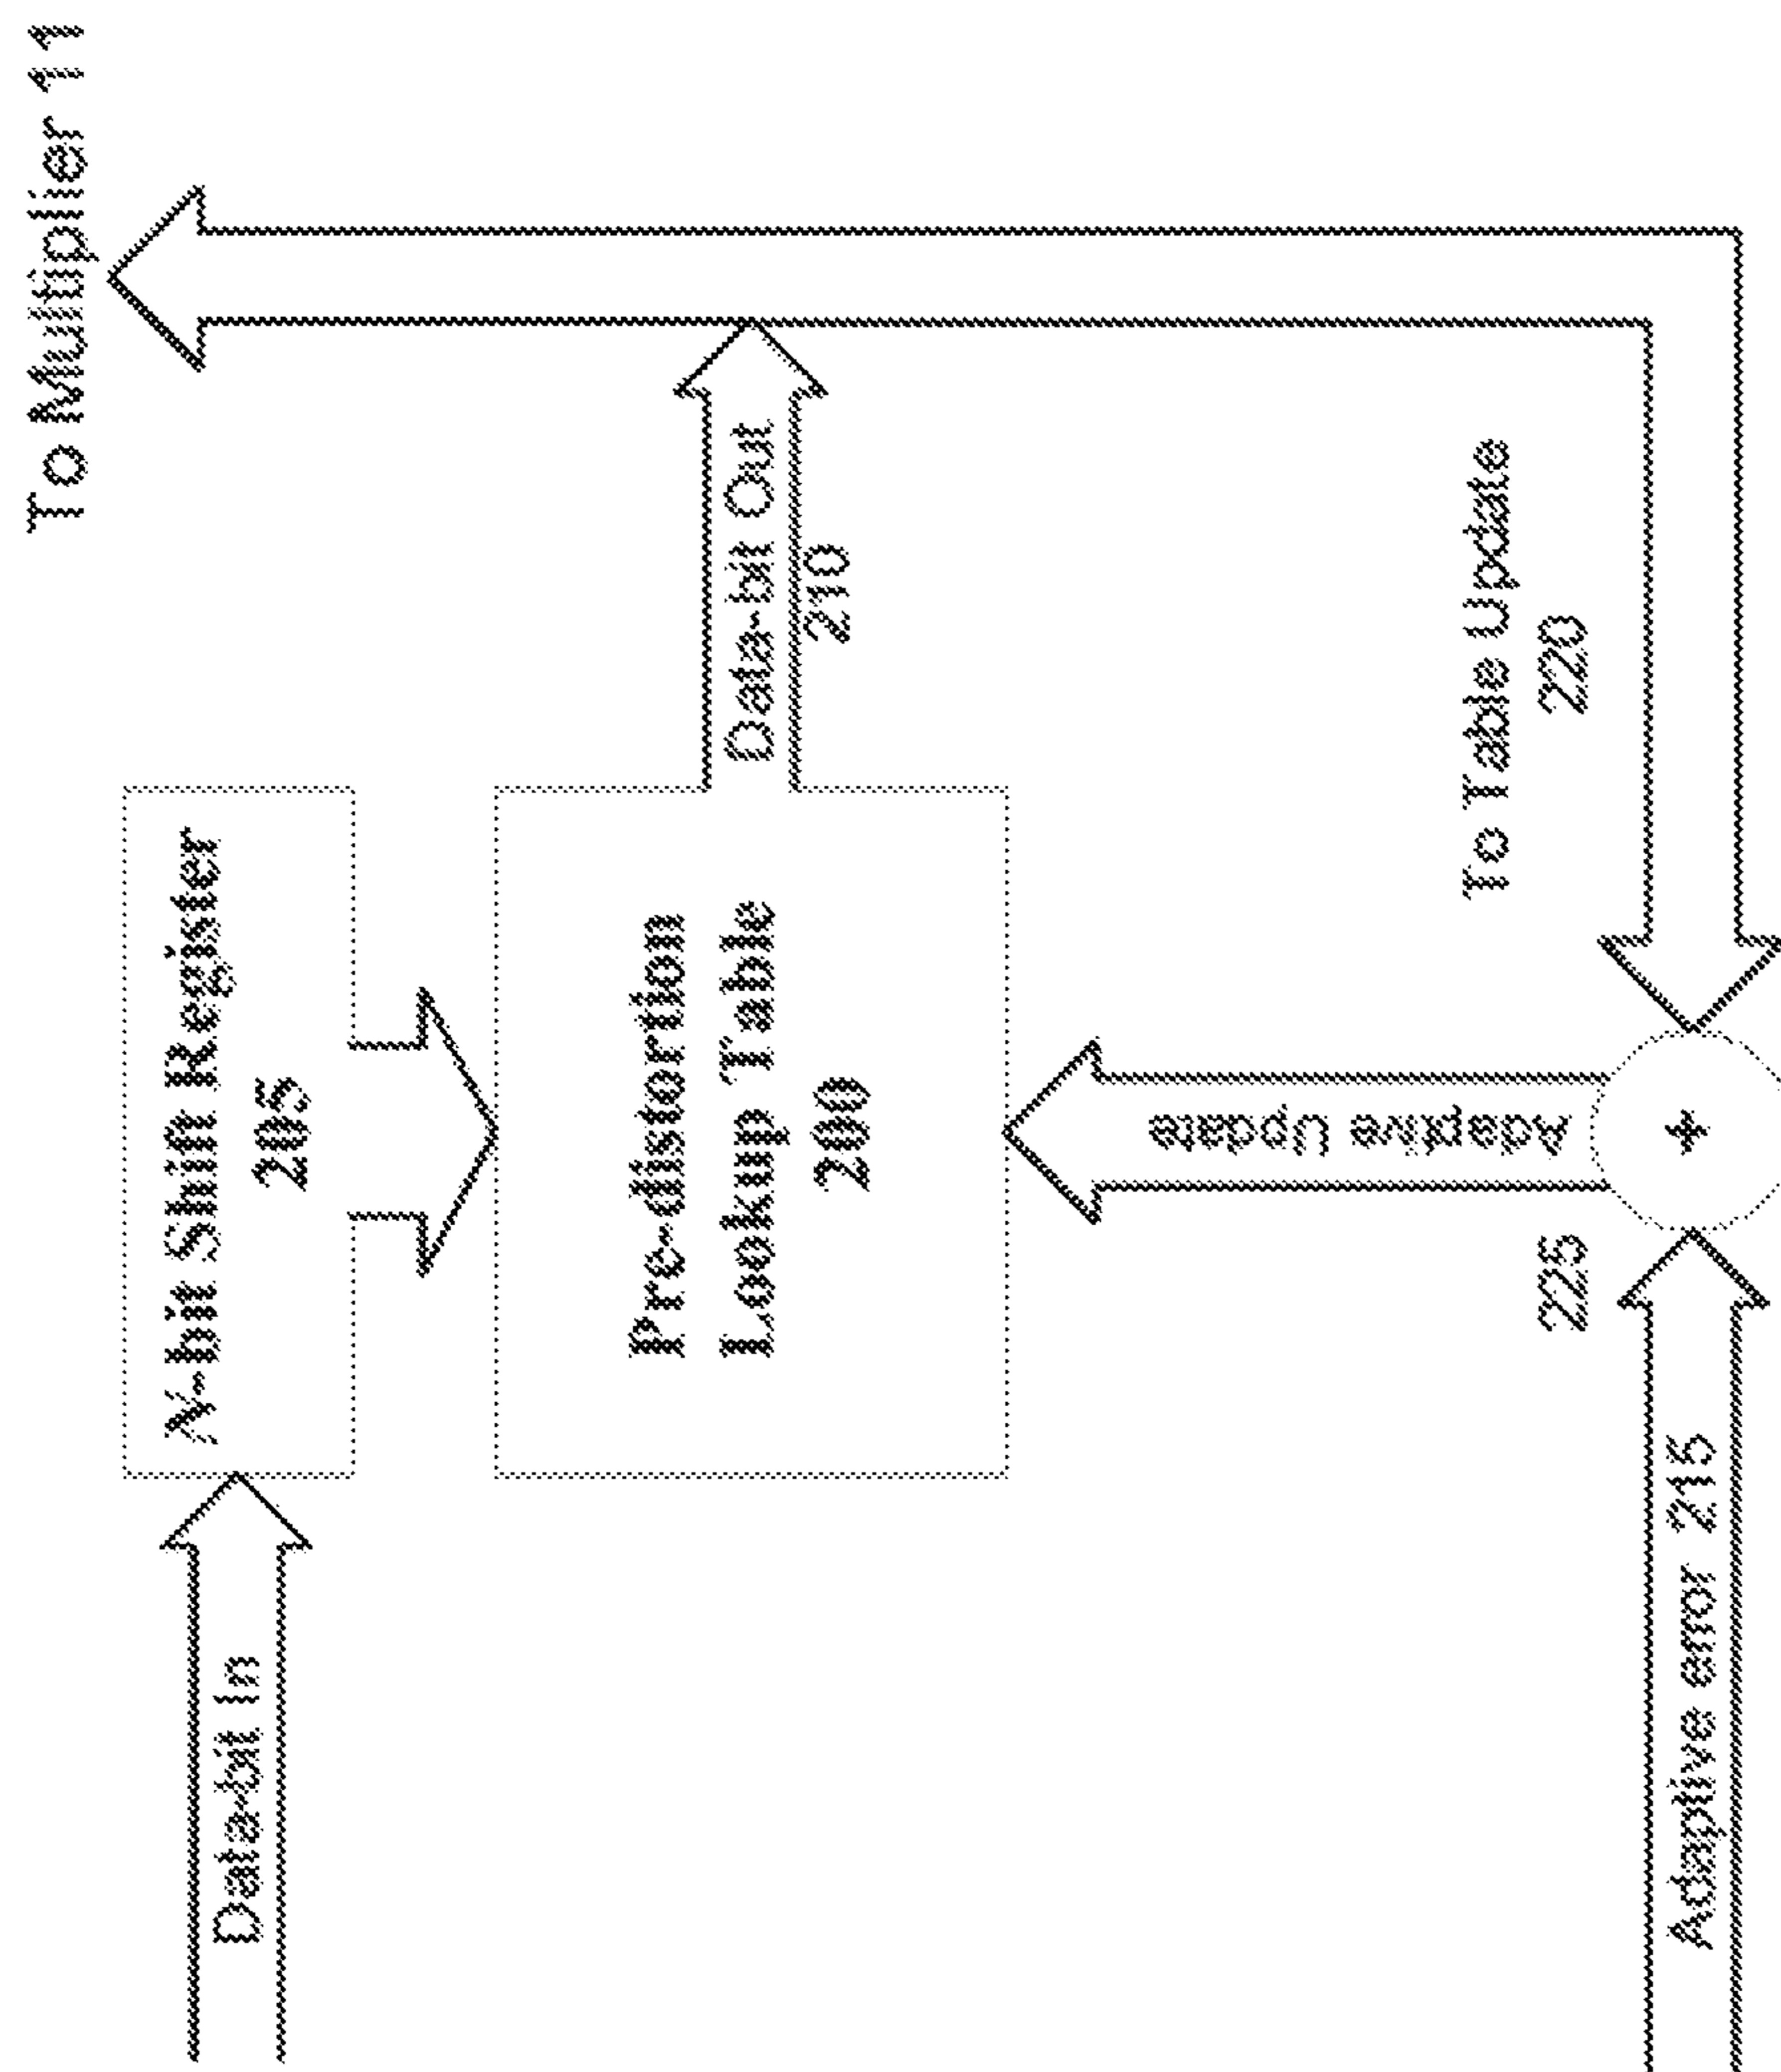 To Multiplier 11
Data-bit In
N-bit Shift Register
205
Pre-distortion
Lookup Table
200
Data-bit Out
210
Adaptive Update
To Table Update
220
225
Adaptive error 215
+